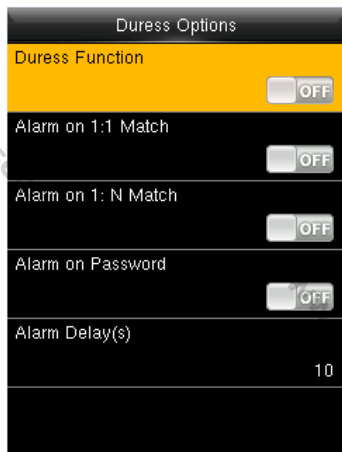 Duress Options
Duress Function
OFF
Alarm on 1:1 Match
OFF
Alarm on 1: N Match
OFF
Alarm on Password
OFF
Alarm Delay(s)
10